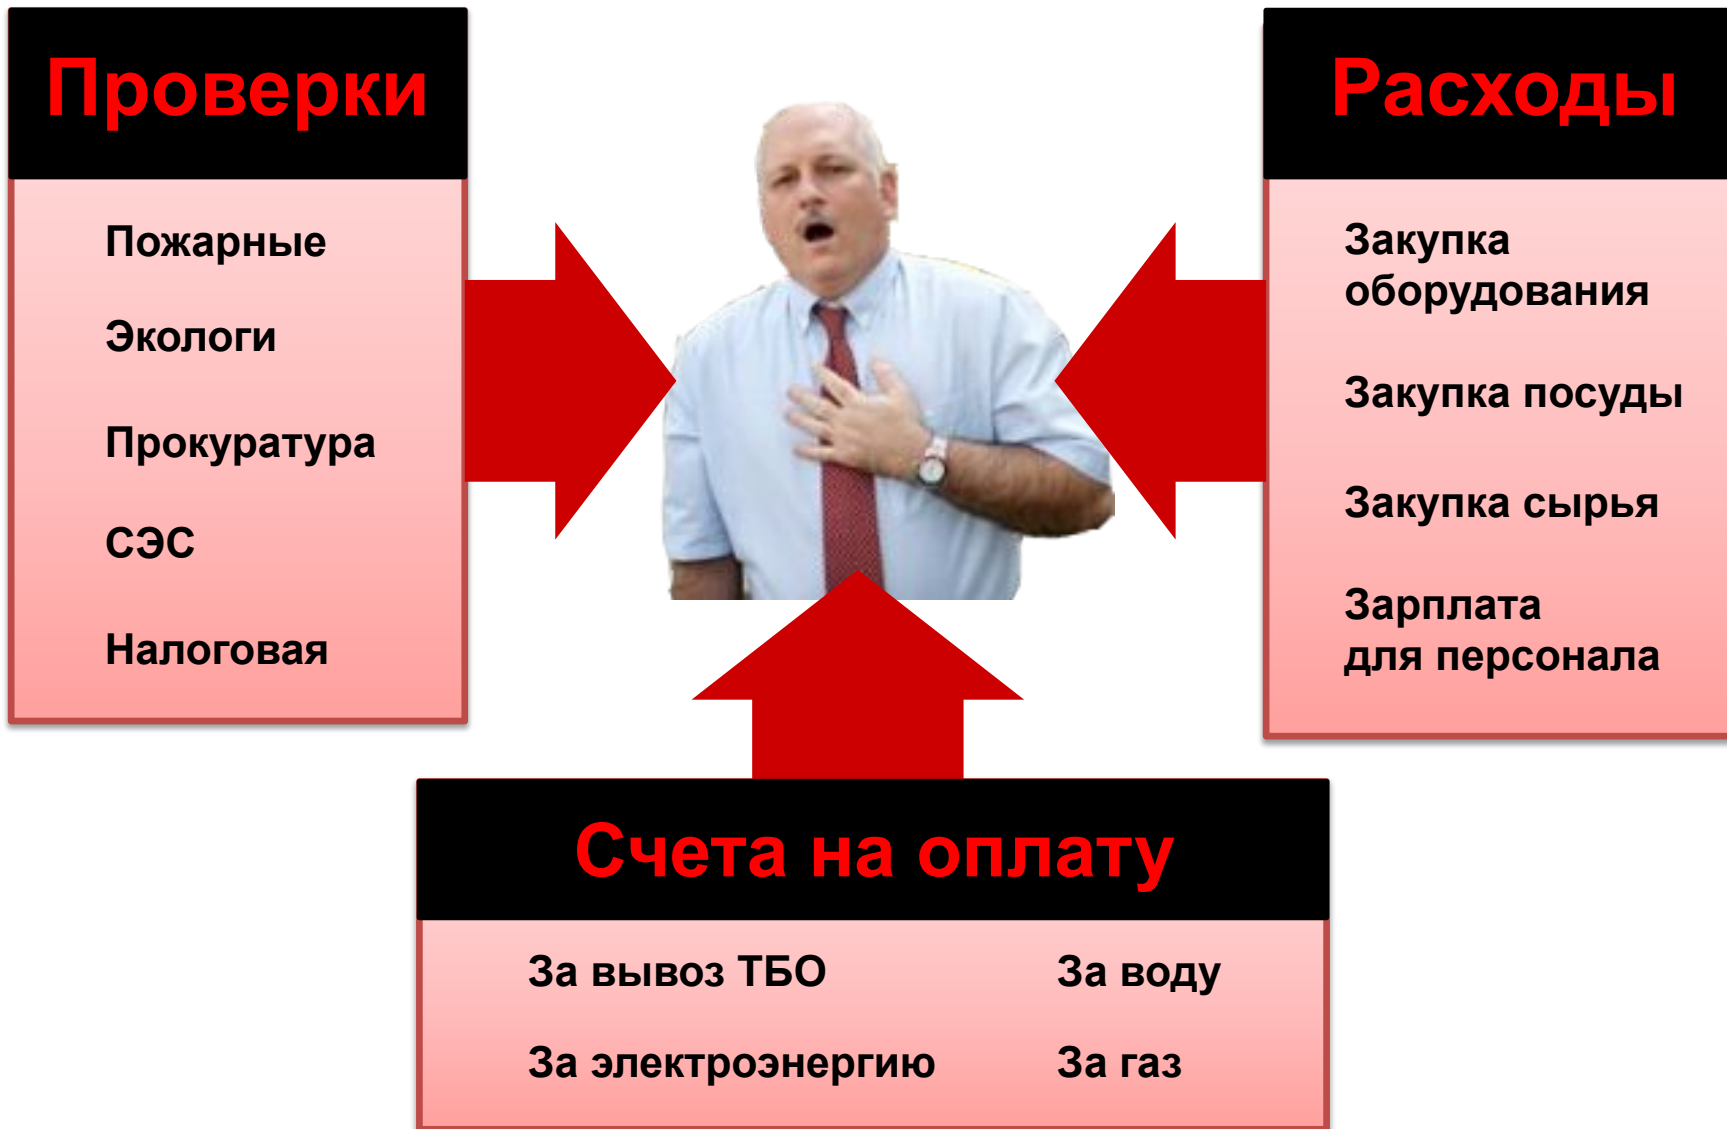 Проверки
Пожарные
Экологи
Прокуратура
СЭС
Налоговая
Расходы
Закупка
оборудования
Закупка посуды
Закупка сырья
Зарплата
для персонала
Счета на оплату
За вывоз ТБО
За воду
За электроэнергию
За газ